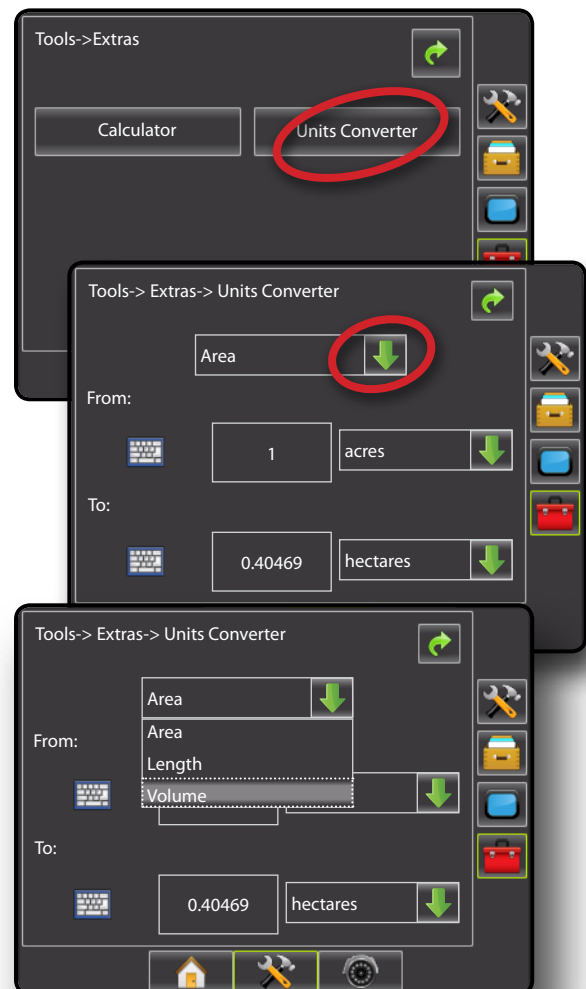 Tools->Extras
Calculator
Units Converter
Tools-> Extras-> Units Converter
Area
From:
1
acres
To:
0.40469
hectares
Tools-> Extras-> Units Converter
Area
Area
From:
Length
Volume
To:
0.40469
hectares